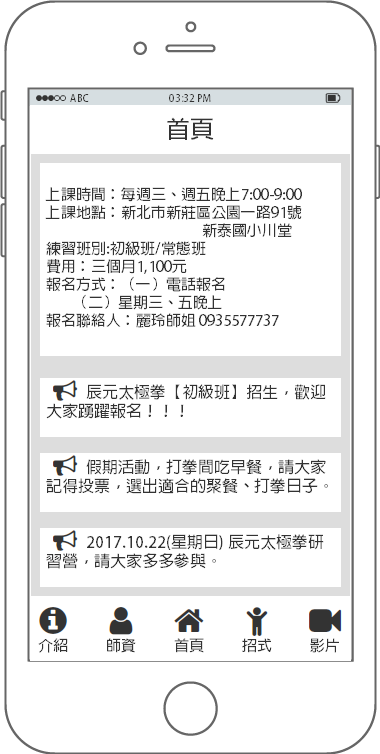 ABC 03:32 PM
首頁
上課時間：每週三、週五晚上7:00-9:00
上課地點：新北市新莊區公園一路91號
新泰國小川堂
練習班別:初級班/常態班
費用：三個月1,100元
報名方式：（一）電話報名
（二）星期三、五晚上
報名聯絡人：麗玲師姐 0935577737
辰元太極拳【初級班】招生，歡迎
大家踴躍報名！！！
假期活動，打拳間吃早餐，請大家
記得投票，選出適合的聚餐、打拳日子。
2017.10.22(星期日) 辰元太極拳研
習營，請大家多多參與。
介紹 師資 首頁 招式 影片